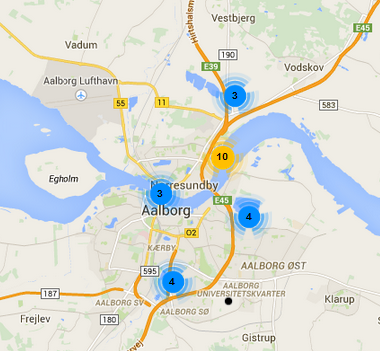 Vestbjerg
Hirtshalsm
E45
Vadum
190
E39
Vodskov
Aalborg Lufthavn
3
55
11
583
10
Egholm
Nørresundby
3
Aalborg
E45
4
O2
KÆRBY
595
AALBORG ØST
4
AALBORG
UNIVERSITETSKVARTER
187
AALBORG SV
Klarup
Frejlev
180
AALBORG SØ
Gistrup